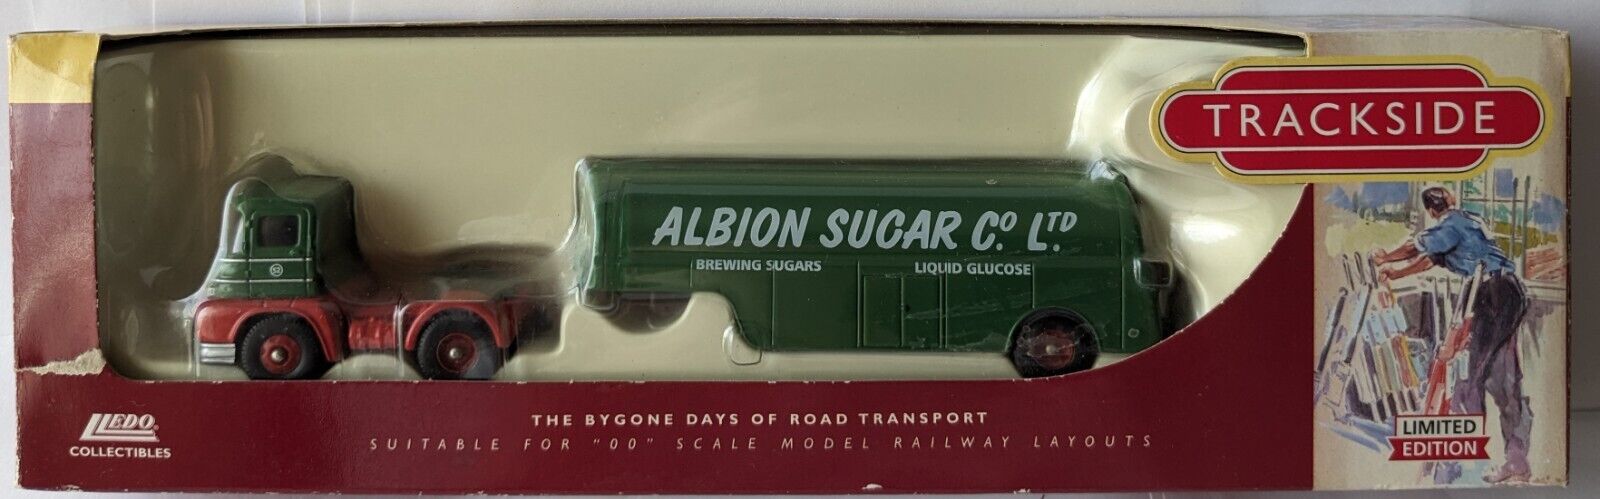 TRACKSIDE
ALBION SUGAR Cº LTD.
BREWING SUGARS LIQUID GLUCOSE
52
THE BYGONE DAYS OF ROAD TRANSPORT
SUITABLE FOR "00" SCALE MODEL RAILWAY LAYOUTS
LLEDO
COLLECTIBLES
LIMITED
EDITION